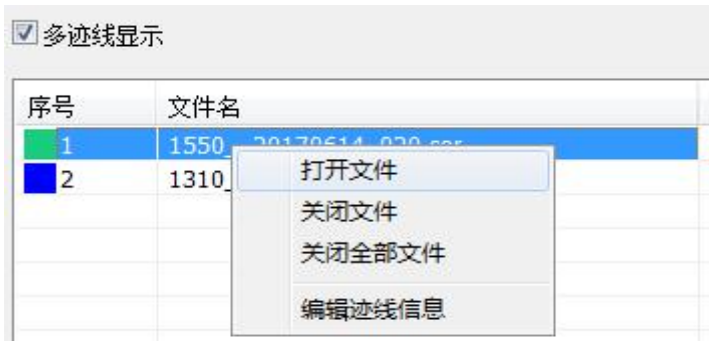 多迹线显示
序号 文件名
1 1550_
2 1310_
打开文件
关闭文件
关闭全部文件
编辑迹线信息